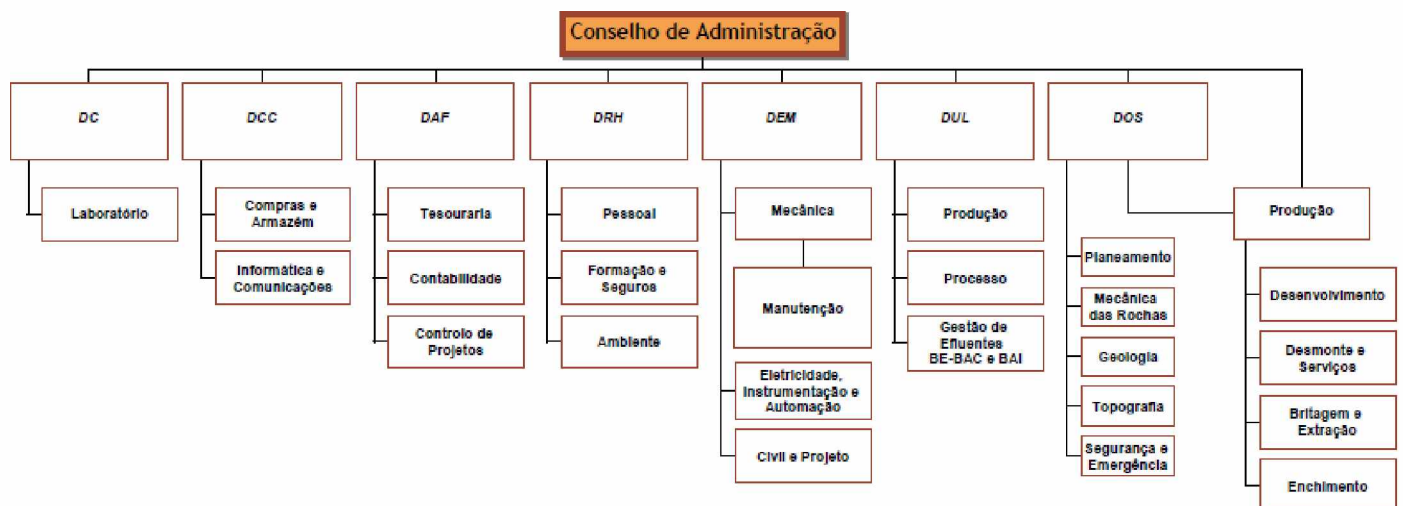 Conselho de Administração
DC
DCC
DAF
DRH
DEM
DUL
DOS
Laboratório
Compras e
Armazém
Informática e
Comunicações
Tesouraria
Contabilidade
Controlo de
Projetos
Pessoal
Formação e
Seguros
Ambiente
Mecânica
Manutenção
Eletricidade,
Instrumentação e
Automação
Civil e Projeto
Produção
Processo
Gestão de
Efluentes
BE-BAC e BAI
Planeamento
Mecânica
das Rochas
Geologia
Topografia
Segurança e
Emergência
Produção
Desenvolvimento
Desmonte e
Serviços
Britagem e
Extração
Enchimento